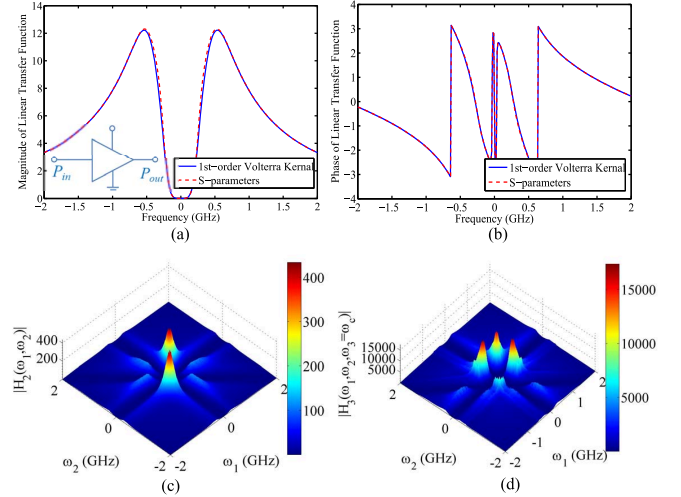 Magnitude of Linear Transfer Function
14
12
10
8
6
4
2
0
P_in
P_out
1st−order Volterra Kernal
S−parameters
−2 −1.5 −1 −0.5 0 0.5 1 1.5 2
Frequency (GHz)
(a)
Phase of Linear Transfer Function
4
3
2
1
0
−1
−2
−3
−4
1st−order Volterra Kernal
S−parameters
−2 −1.5 −1 −0.5 0 0.5 1 1.5 2
Frequency (GHz)
(b)
|H_2(ω_1,ω_2)|
400
200
0
2
0
-2
ω_2 (GHz)
-2
0
2
ω_1 (GHz)
400
300
200
100
(c)
|H_3(ω_1,ω_2,ω_3=ω_c)|
15000
10000
5000
2
0
-2
ω_2 (GHz)
-2
-1
0
1
2
ω_1 (GHz)
15000
10000
5000
0
(d)